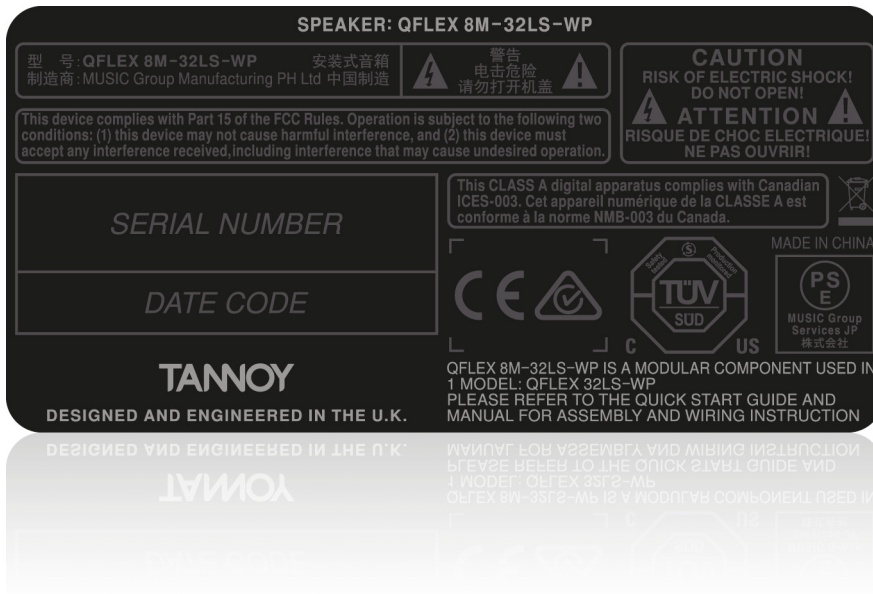 SPEAKER: QFLEX 8M-32LS-WP
型 号:QFLEX 8M-32LS-WP 安装式音箱
制造商:MUSIC Group Manufacturing PH Ltd 中国制造
警告
电击危险
请勿打开机盖
CAUTION
RISK OF ELECTRIC SHOCK!
DO NOT OPEN!
ATTENTION
RISQUE DE CHOC ELECTRIQUE!
NE PAS OUVRIR!
This device complies with Part 15 of the FCC Rules. Operation is subject to the following two
conditions: (1) this device may not cause harmful interference, and (2) this device must
accept any interference received,including interference that may cause undesired operation.
SERIAL NUMBER
DATE CODE
This CLASS A digital apparatus complies with Canadian
ICES-003. Cet appareil numérique de la CLASSE A est
conforme à la norme NMB-003 du Canada.
CE
Safety tested
S
Production monitored
TÜV
SÜD
C US
MADE IN CHINA
PS
E
MUSIC Group
Services JP
株式会社
TANNOY
DESIGNED AND ENGINEERED IN THE U.K.
QFLEX 8M-32LS-WP IS A MODULAR COMPONENT USED IN
1 MODEL: QFLEX 32LS-WP
PLEASE REFER TO THE QUICK START GUIDE AND
MANUAL FOR ASSEMBLY AND WIRING INSTRUCTION